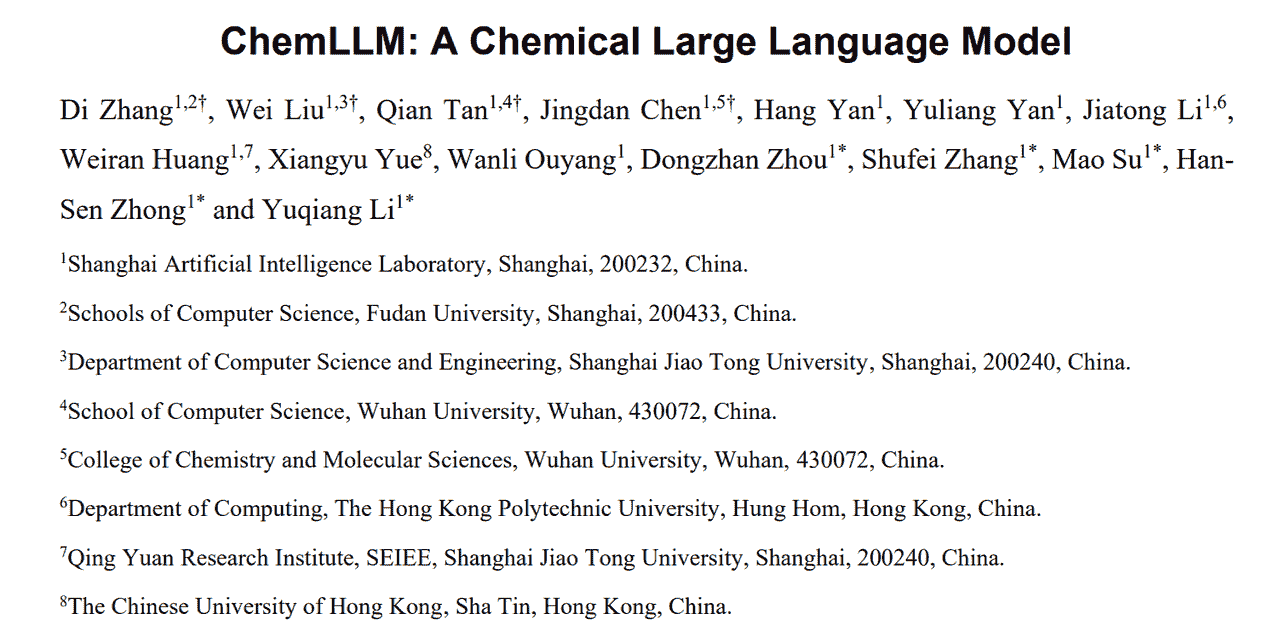 ChemLLM: A Chemical Large Language Model
Di Zhang1,2†, Wei Liu1,3†, Qian Tan1,4†, Jingdan Chen1,5†, Hang Yan1, Yuliang Yan1, Jiatong Li1,6,
Weiran Huang1,7, Xiangyu Yue8, Wanli Ouyang1, Dongzhan Zhou1*, Shufei Zhang1*, Mao Su1*, Han-
Sen Zhong1* and Yuqiang Li1*
1Shanghai Artificial Intelligence Laboratory, Shanghai, 200232, China.
2Schools of Computer Science, Fudan University, Shanghai, 200433, China.
3Department of Computer Science and Engineering, Shanghai Jiao Tong University, Shanghai, 200240, China.
4School of Computer Science, Wuhan University, Wuhan, 430072, China.
5College of Chemistry and Molecular Sciences, Wuhan University, Wuhan, 430072, China.
6Department of Computing, The Hong Kong Polytechnic University, Hung Hom, Hong Kong, China.
7Qing Yuan Research Institute, SEIEE, Shanghai Jiao Tong University, Shanghai, 200240, China.
8The Chinese University of Hong Kong, Sha Tin, Hong Kong, China.